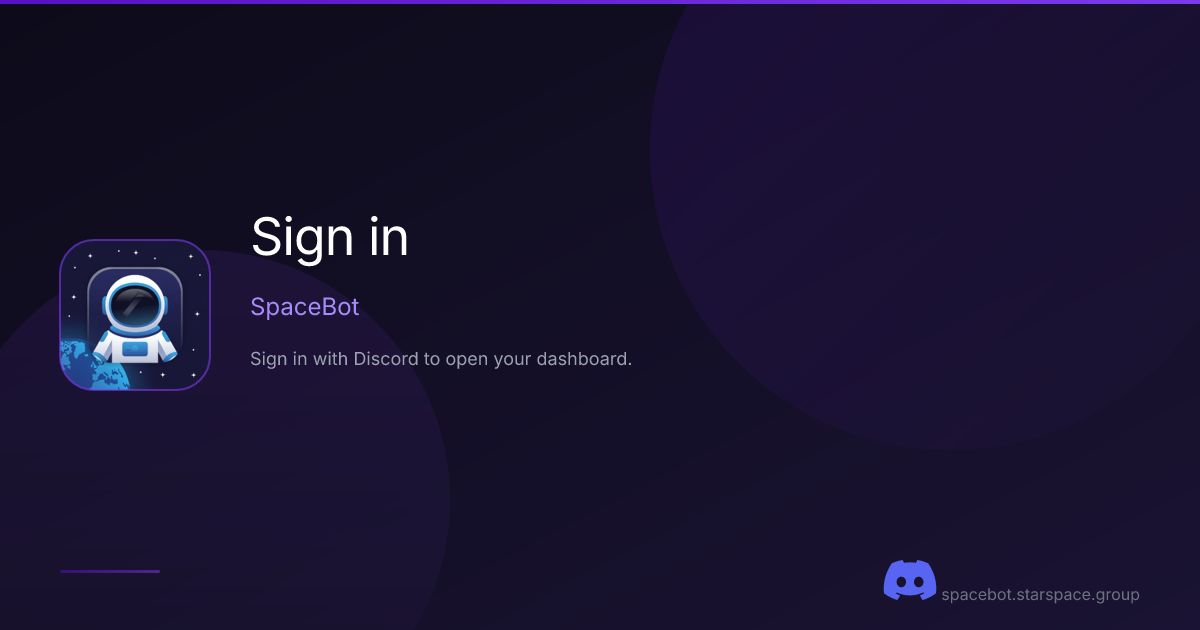 Sign in
SpaceBot
Sign in with Discord to open your dashboard.
spacebot.starspace.group